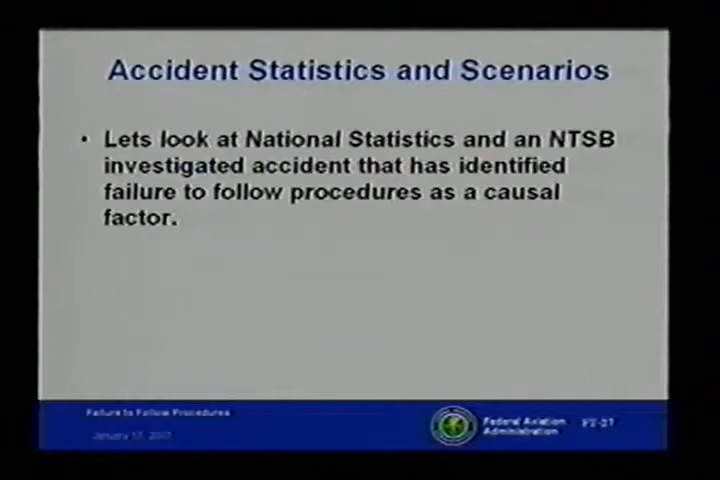 Accident Statistics and Scenarios
• Lets look at National Statistics and an NTSB
investigated accident that has identified
failure to follow procedures as a causal
factor.
Failure to Follow Procedures
Federal Aviation
Administration
January